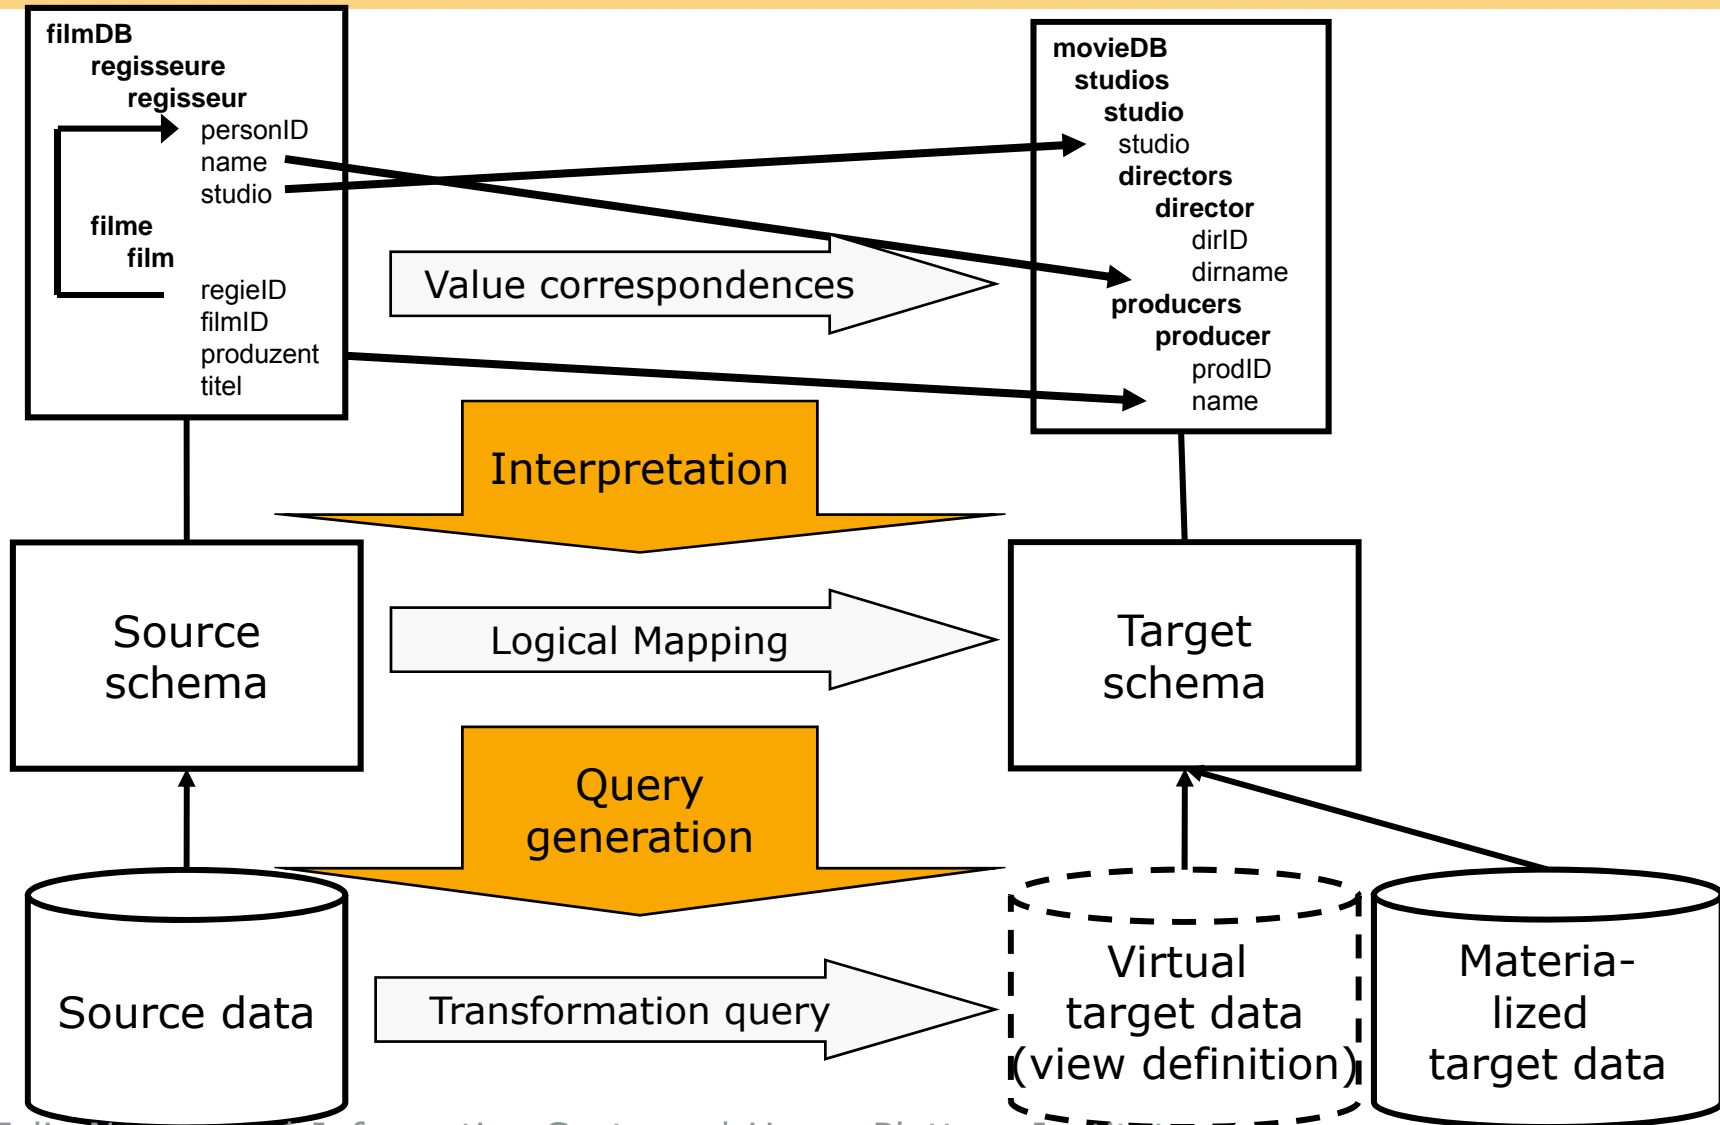 filmDB
regisseure
regisseur
personID
name
studio
filme
film
regieID
filmID
produzent
titel
movieDB
studios
studio
studio
directors
director
dirID
dirname
producers
producer
prodID
name
Value correspondences
Interpretation
Source
schema
Logical Mapping
Target
schema
Query
generation
Source data
Transformation query
Virtual
target data
(view definition)
Materia-
lized
target data